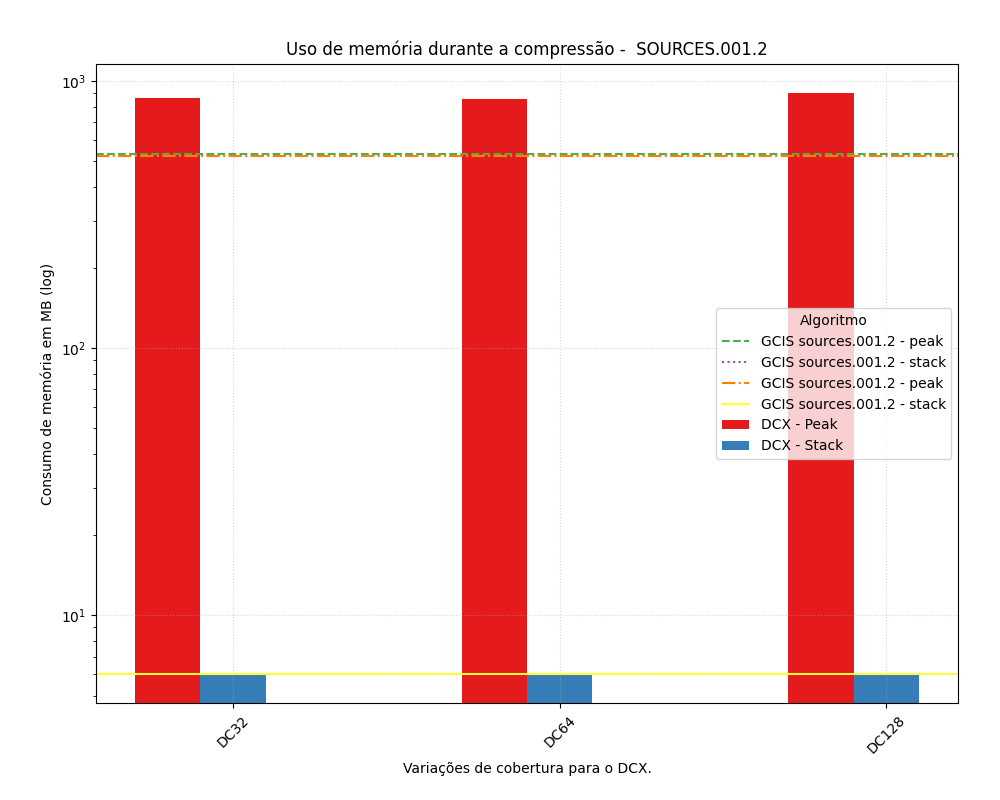 Uso de memória durante a compressão -  SOURCES.001.2
Consumo de memória em MB (log)
10³
10²
10¹
Algoritmo
GCIS sources.001.2 - peak
GCIS sources.001.2 - stack
GCIS sources.001.2 - peak
GCIS sources.001.2 - stack
DCX - Peak
DCX - Stack
DC32
DC64
DC128
Variações de cobertura para o DCX.